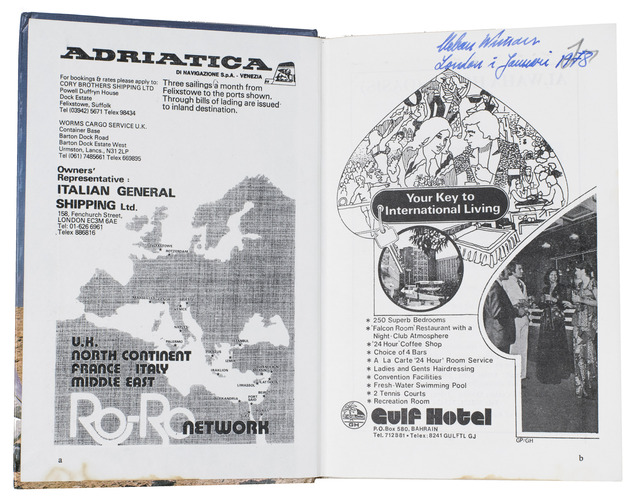 ADRIATICA
DI NAVIGAZIONE S.p.A. - VENEZIA
For bookings & rates please apply to:
CORY BROTHERS SHIPPING LTD
Powell Duffryn House
Dock Estate
Felixstowe, Suffolk
Tel (03942) 5671 Telex 98434
Three sailings a month from
Felixstowe to the ports shown.
Through bills of lading are issued
to inland destination.
WORMS CARGO SERVICE U.K.
Container Base
Barton Dock Road
Barton Dock Estate West
Urmston, Lancs., N31 2LP
Tel (061) 7485661 Telex 669895
Owners'
Representative :
ITALIAN GENERAL
SHIPPING Ltd.
158, Fenchurch Street,
LONDON EC3M 6AE
Tel: 01-626 6961
Telex 886816
U.K.
NORTH CONTINENT
FRANCE ITALY
MIDDLE EAST
Ro-Ro NETWORK
a
London i Januari 1978
Your Key to
International Living
* 250 Superb Bedrooms
* 'Falcon Room' Restaurant with a
Night-Club Atmosphere
* '24 Hour' Coffee Shop
* Choice of 4 Bars
* A La Carte '24 Hour' Room Service
* Ladies and Gents Hairdressing
* Convention Facilities
* Fresh-Water Swimming Pool
* 2 Tennis Courts
* Recreation Room
GH
Gulf Hotel
P.O.Box 580, BAHRAIN
Tel. 712881 • Telex: 8241 GULFTL GJ
GP/GH
b